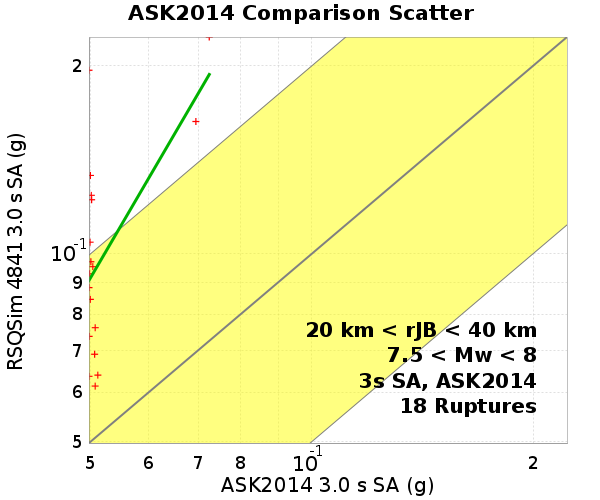 ASK2014 Comparison Scatter
RSQSim 4841 3.0 s SA (g)
2
10-1
9
8
7
6
5
20 km < rJB < 40 km
7.5 < Mw < 8
3s SA, ASK2014
18 Ruptures
5 6 7 8 10-1 2
ASK2014 3.0 s SA (g)